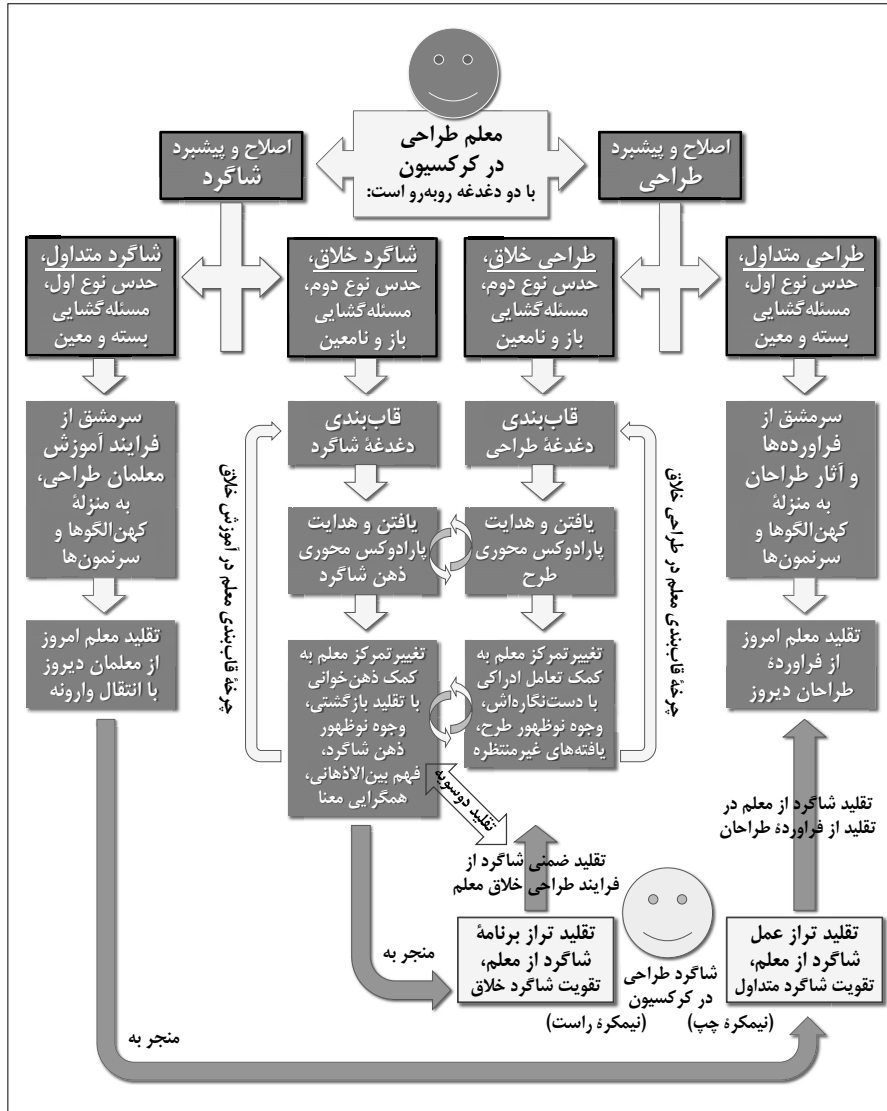 معلم طراحی
در کرکسیون
با دو دغدغه روبه‌رو است:
اصلاح و پیشبرد
طراحی
اصلاح و پیشبرد
شاگرد
طراحی متداول،
حدس نوع اول،
مسئله‌گشایی
بسته و معین
طراحی خلاق،
حدس نوع دوم،
مسئله‌گشایی
باز و نامعین
شاگرد خلاق،
حدس نوع دوم،
مسئله‌گشایی
باز و نامعین
شاگرد متداول،
حدس نوع اول،
مسئله‌گشایی
بسته و معین
سرمشق از
فراورده‌ها
و آثار طراحان
به منزلهٔ
کهن‌الگوها و
سرنمون‌ها
قاب‌بندی
دغدغهٔ طراحی
قاب‌بندی
دغدغهٔ شاگرد
سرمشق از
فرایند آموزش
معلمان طراحی،
به منزلهٔ
کهن‌الگوها و
سرنمون‌ها
چرخهٔ قاب‌بندی معلم در طراحی خلاق
یافتن و هدایت
پارادوکس محوری
طرح
یافتن و هدایت
پارادوکس محوری
ذهن شاگرد
چرخهٔ قاب‌بندی معلم در آموزش خلاق
تقلید معلم امروز
از فراوردهٔ
طراحان دیروز
تغییرتمرکز معلم به
کمک تعامل ادراکی
با دست‌نگاره‌اش،
وجوه نوظهور طرح،
یافته‌های غیرمنتظره
تغییرتمرکز معلم به
کمک ذهن‌خوانی
با تقلید بازگشتی،
وجوه نوظهور
ذهن شاگرد،
فهم بین‌الاذهانی،
همگرایی معنا
تقلید معلم امروز
از معلمان دیروز
با انتقال وارونه
تقلید دوسویه
تقلید شاگرد از معلم در
تقلید از فراوردهٔ طراحان
تقلید ضمنی شاگرد از
فرایند طراحی خلاق معلم
تقلید تراز عمل
شاگرد از معلم،
تقویت شاگرد متداول
شاگرد طراحی
در کرکسیون
تقلید تراز برنامهٔ
شاگرد از معلم،
تقویت شاگرد خلاق
منجر به
(نیمکرهٔ چپ)
(نیمکرهٔ راست)
منجر به